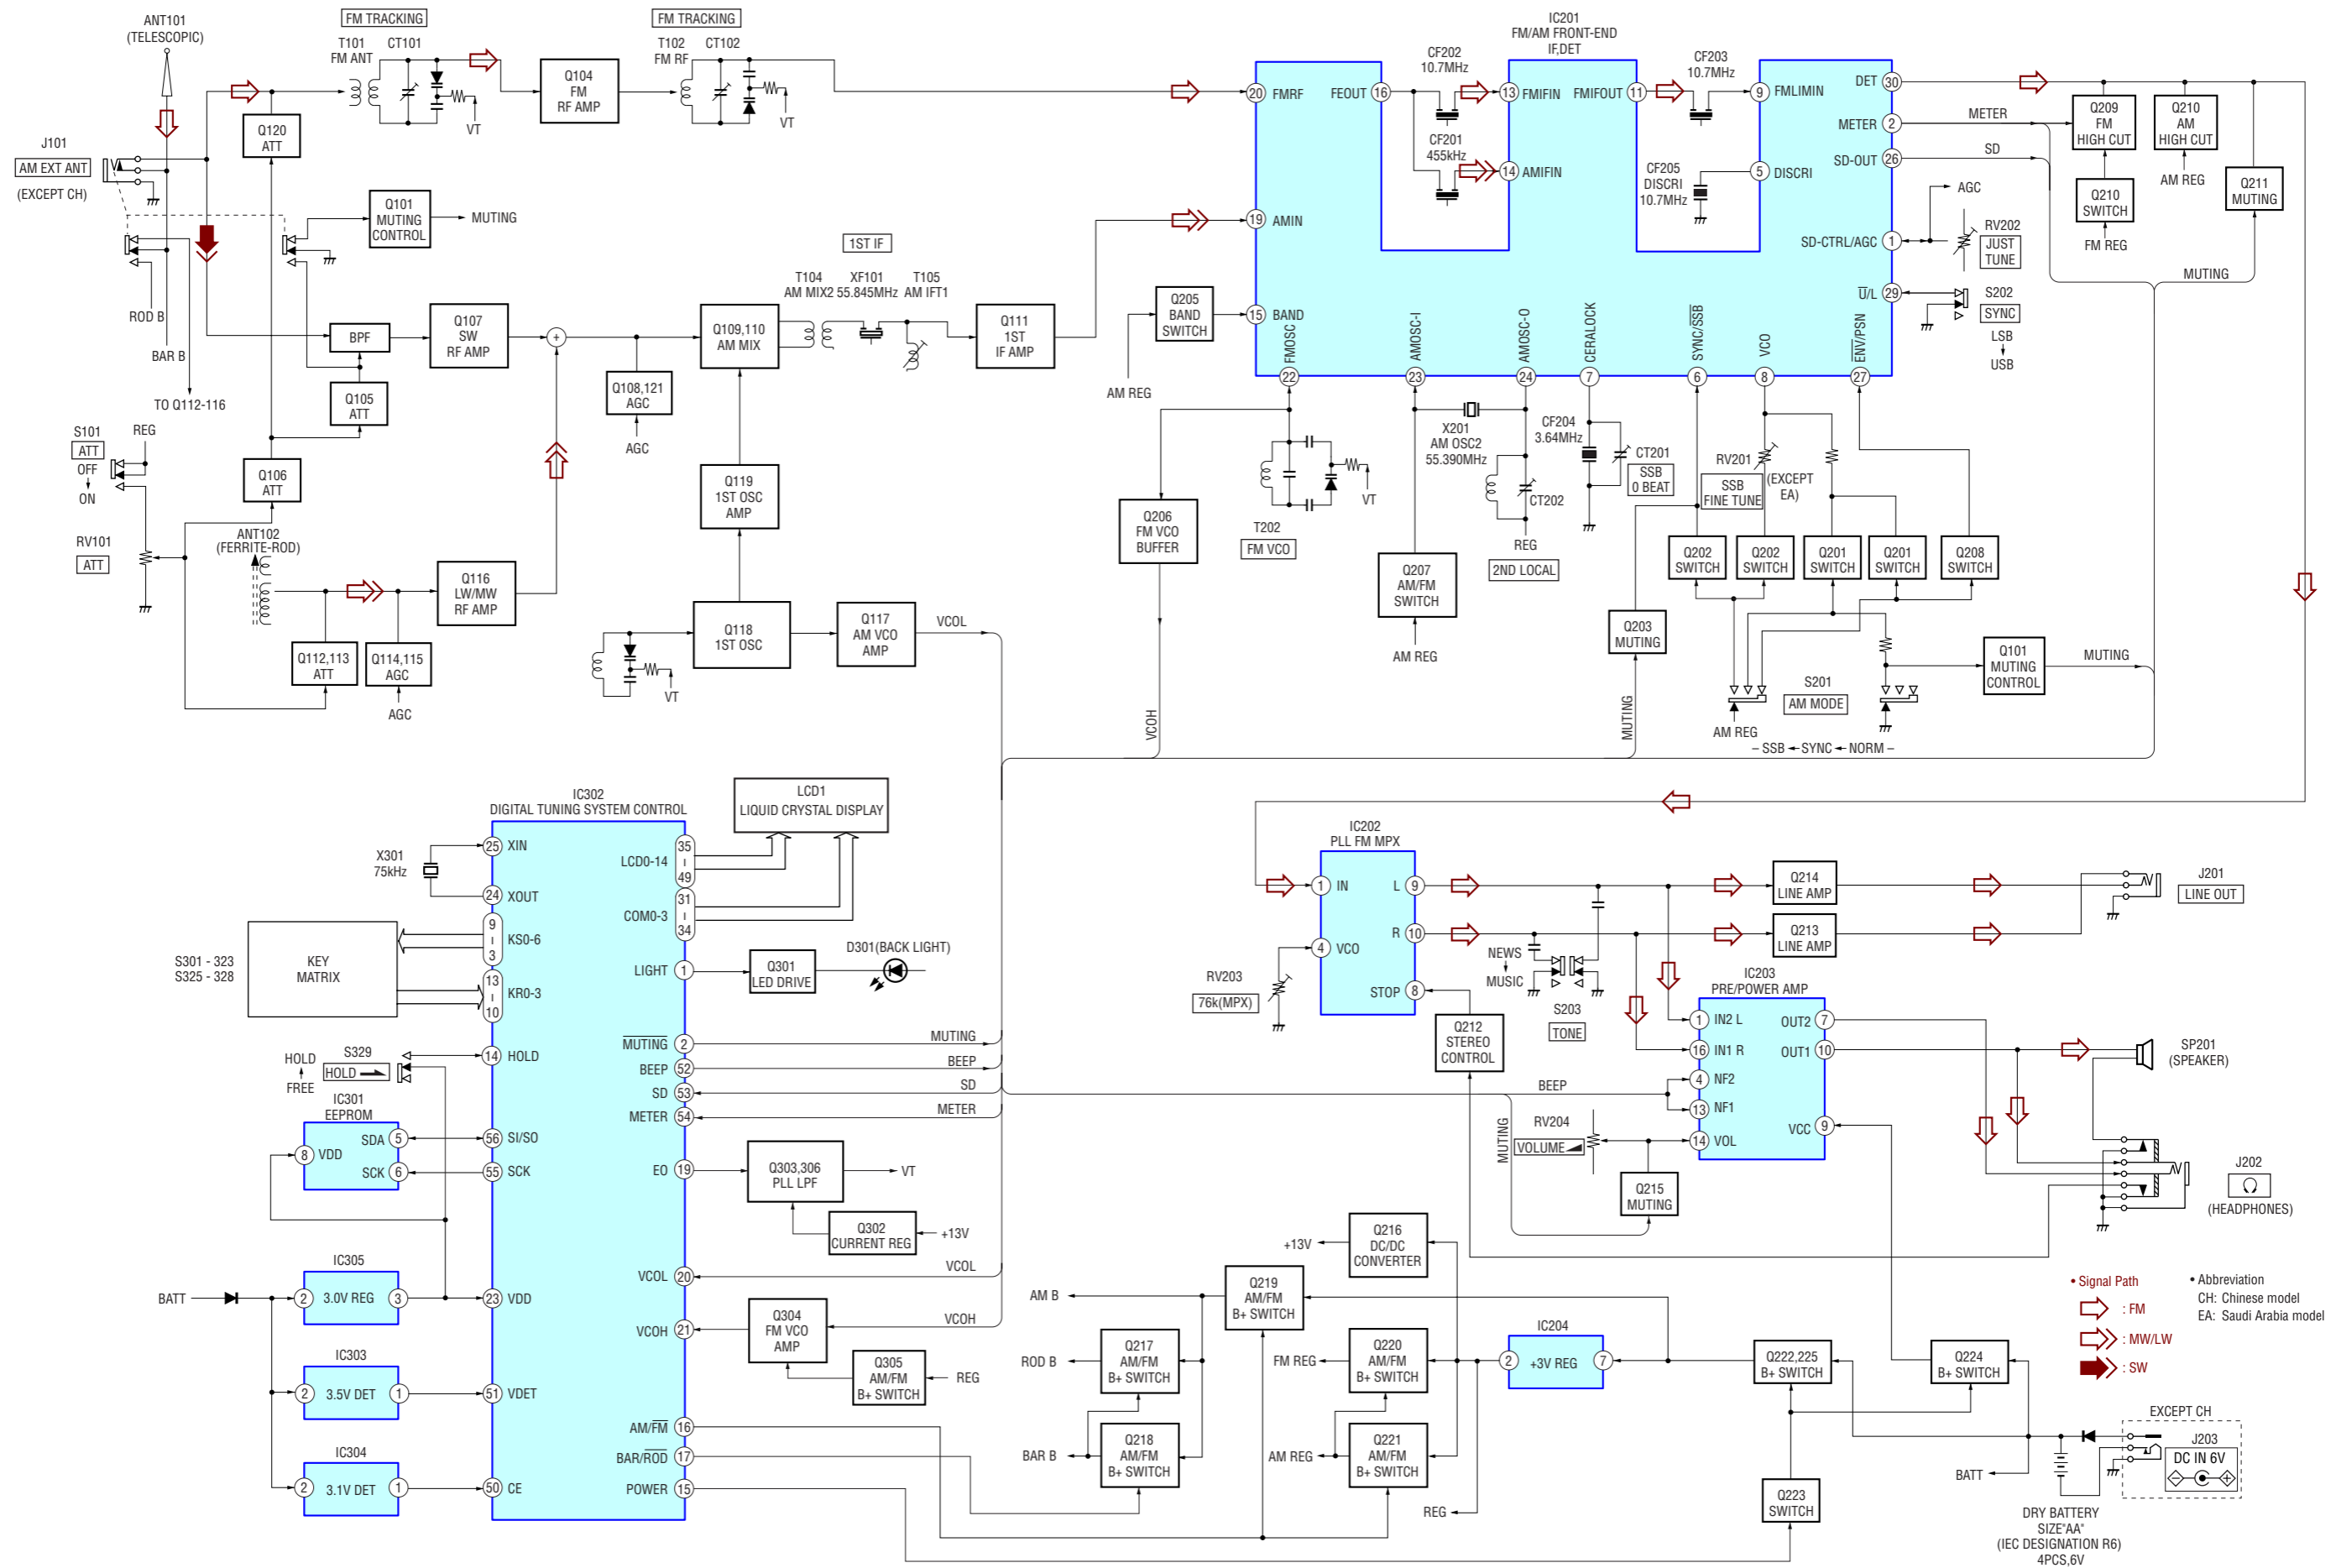 ANT101
(TELESCOPIC)
FM TRACKING
T101
FM ANT
CT101
VT
Q104
FM
RF AMP
FM TRACKING
T102
FM RF
CT102
VT
J101
AM EXT ANT
(EXCEPT CH)
Q120
ATT
Q101
MUTING
CONTROL
MUTING
ROD B
BAR B
TO Q112-116
BPF
Q107
SW
RF AMP
+
Q105
ATT
Q108,121
AGC
AGC
Q109,110
AM MIX
1ST IF
T104
AM MIX2
XF101
55.845MHz
T105
AM IFT1
Q111
1ST
IF AMP
S101
ATT
OFF
ON
REG
RV101
ATT
Q106
ATT
ANT102
(FERRITE-ROD)
Q116
LW/MW
RF AMP
Q112,113
ATT
Q114,115
AGC
AGC
Q119
1ST OSC
AMP
Q118
1ST OSC
VT
Q117
AM VCO
AMP
VCOL
IC201
FM/AM FRONT-END
IF,DET
20 FMRF
FEOUT 16
CF202
10.7MHz
13 FMIFIN
FMIFOUT 11
CF203
10.7MHz
9 FMLIMIN
DET 30
METER 2
SD-OUT 26
CF201
455kHz
14 AMIFIN
CF205
DISCRI
10.7MHz
5 DISCRI
SD-CTRL/AGC 1
U̅/L 29
19 AMIN
15 BAND
Q205
BAND
SWITCH
AM REG
FMOSC
22
AMOSC-I
23
AMOSC-O
24
CERALOCK
7
SYNC/S̅S̅B̅
6
VCO
8
E̅N̅V̅/PSN
27
METER
SD
Q209
FM
HIGH CUT
Q210
AM
HIGH CUT
AM REG
Q210
SWITCH
FM REG
Q211
MUTING
MUTING
AGC
RV202
JUST
TUNE
S202
SYNC
LSB
USB
Q206
FM VCO
BUFFER
T202
FM VCO
VT
X201
AM OSC2
55.390MHz
CT202
REG
2ND LOCAL
Q207
AM/FM
SWITCH
AM REG
CF204
3.64MHz
CT201
SSB
0 BEAT
RV201
SSB
FINE TUNE
(EXCEPT
EA)
Q202
SWITCH
Q202
SWITCH
Q201
SWITCH
Q201
SWITCH
Q208
SWITCH
Q203
MUTING
MUTING
VCOH
S201
AM MODE
AM REG
– SSB SYNC NORM –
Q101
MUTING
CONTROL
MUTING
IC302
DIGITAL TUNING SYSTEM CONTROL
LCD1
LIQUID CRYSTAL DISPLAY
X301
75kHz
25 XIN
24 XOUT
9
3
KS0-6
13
10
KR0-3
14 HOLD
56 SI/SO
55 SCK
23 VDD
51 VDET
50 CE
LCD0-14
35
49
COM0-3
31
34
LIGHT 1
M̅U̅T̅I̅N̅G̅ 2
BEEP 52
SD 53
METER 54
EO 19
VCOL 20
VCOH 21
AM/F̅M̅ 16
BAR/R̅O̅D̅ 17
POWER 15
S301 - 323
S325 - 328
KEY
MATRIX
HOLD
FREE
S329
HOLD
IC301
EEPROM
SDA 5
8 VDD
SCK 6
BATT
IC305
2 3.0V REG 3
IC303
2 3.5V DET 1
IC304
2 3.1V DET 1
Q301
LED DRIVE
D301(BACK LIGHT)
MUTING
BEEP
SD
METER
Q303,306
PLL LPF
VT
Q302
CURRENT REG
+13V
VCOL
VCOH
Q304
FM VCO
AMP
Q305
AM/FM
B+ SWITCH
REG
IC202
PLL FM MPX
1 IN
4 VCO
L 9
R 10
STOP 8
RV203
76k(MPX)
Q214
LINE AMP
Q213
LINE AMP
J201
LINE OUT
NEWS
MUSIC
S203
TONE
Q212
STEREO
CONTROL
IC203
PRE/POWER AMP
1 IN2 L
16 IN1 R
4 NF2
13 NF1
14 VOL
OUT2 7
OUT1 10
VCC 9
BEEP
MUTING
RV204
VOLUME
Q215
MUTING
SP201
(SPEAKER)
J202
(HEADPHONES)
Q216
DC/DC
CONVERTER
+13V
Q219
AM/FM
B+ SWITCH
AM B
Q217
AM/FM
B+ SWITCH
ROD B
Q218
AM/FM
B+ SWITCH
BAR B
Q220
AM/FM
B+ SWITCH
FM REG
Q221
AM/FM
B+ SWITCH
AM REG
REG
IC204
2 +3V REG 7
Q222,225
B+ SWITCH
Q224
B+ SWITCH
Q223
SWITCH
• Signal Path
: FM
: MW/LW
: SW
• Abbreviation
CH: Chinese model
EA: Saudi Arabia model
EXCEPT CH
J203
DC IN 6V
BATT
DRY BATTERY
SIZE"AA"
(IEC DESIGNATION R6)
4PCS,6V